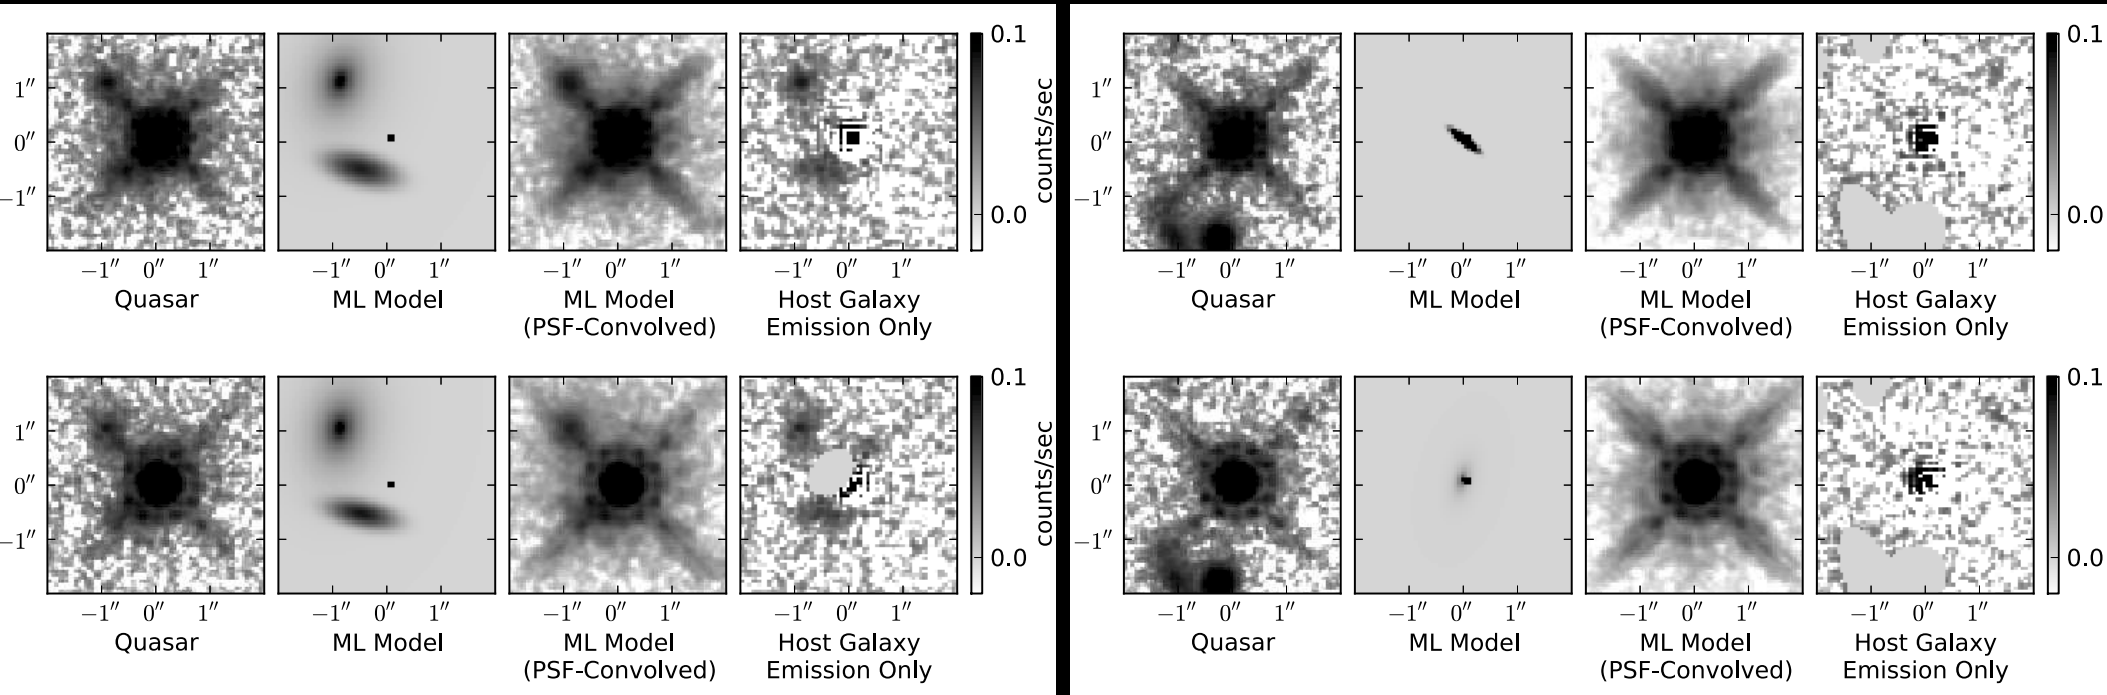 1″
0″
−1″
−1″ 0″ 1″
Quasar
−1″ 0″ 1″
ML Model
−1″ 0″ 1″
ML Model
(PSF-Convolved)
−1″ 0″ 1″
Host Galaxy
Emission Only
0.1
0.0
counts/sec
1″
0″
−1″
−1″ 0″ 1″
Quasar
−1″ 0″ 1″
ML Model
−1″ 0″ 1″
ML Model
(PSF-Convolved)
−1″ 0″ 1″
Host Galaxy
Emission Only
0.1
0.0
1″
0″
−1″
−1″ 0″ 1″
Quasar
−1″ 0″ 1″
ML Model
−1″ 0″ 1″
ML Model
(PSF-Convolved)
−1″ 0″ 1″
Host Galaxy
Emission Only
0.1
0.0
counts/sec
1″
0″
−1″
−1″ 0″ 1″
Quasar
−1″ 0″ 1″
ML Model
−1″ 0″ 1″
ML Model
(PSF-Convolved)
−1″ 0″ 1″
Host Galaxy
Emission Only
0.1
0.0